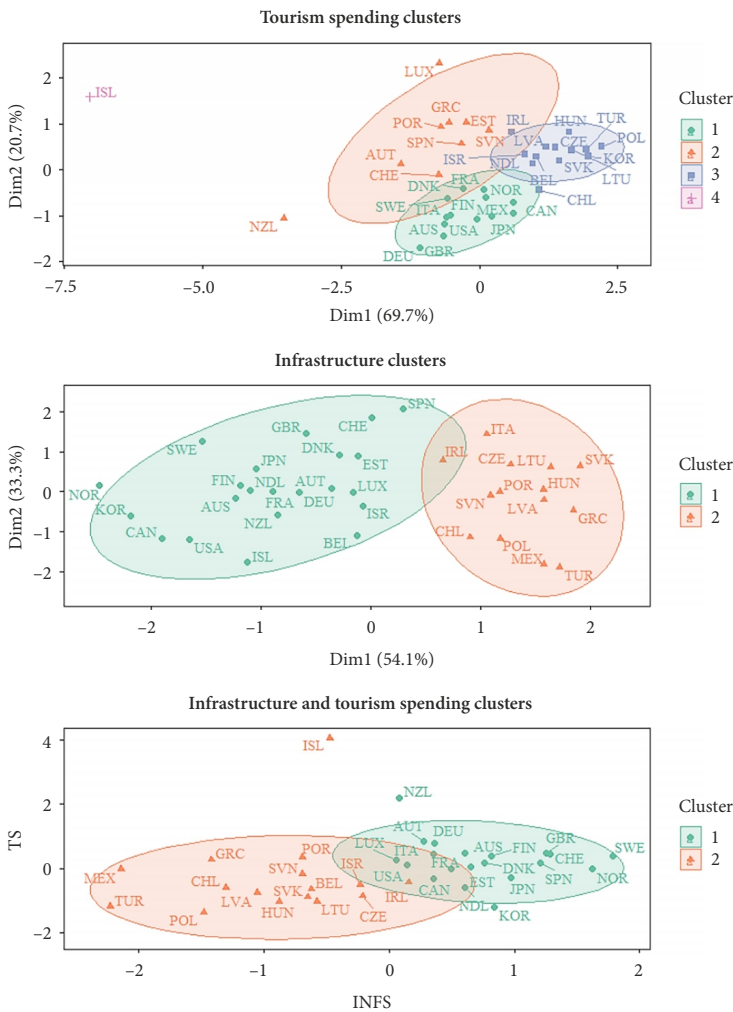 Tourism spending clusters
Dim2 (20.7%)
2
1
0
−1
−2
−7.5 −5.0 −2.5 0 2.5
Dim1 (69.7%)
ISL
LUX
GRC
POR EST
SPN SVN
AUT
CHE
NZL
IRL HUN TUR
LVA CZE POL
ISR NDL KOR
BEL SVK LTU
CHL
DNK FRA NOR
SWE ITA FIN MEX CAN
AUS USA JPN
DEU GBR
Cluster
1
2
3
4
Infrastructure clusters
Dim2 (33.3%)
2
1
0
−1
−2
−2 −1 0 1 2
Dim1 (54.1%)
SPN
GBR CHE
SWE DNK
JPN EST
FIN NDL AUT LUX
NOR
KOR AUS FRA DEU ISR
NZL
CAN USA BEL
ISL
IRL ITA
CZE LTU SVK
POR HUN
SVN LVA GRC
CHL POL
MEX TUR
Cluster
1
2
Infrastructure and tourism spending clusters
TS
4
2
0
−2
−2 −1 0 1 2
INFS
ISL
NZL
AUT DEU
LUX ITA AUS FIN GBR SWE
POR
GRC ISR FRA DNK CHE
SVN USA SPN NOR
MEX CHL SVK BEL CAN EST JPN
TUR LVA IRL
POL HUN LTU CZE NDL KOR
Cluster
1
2